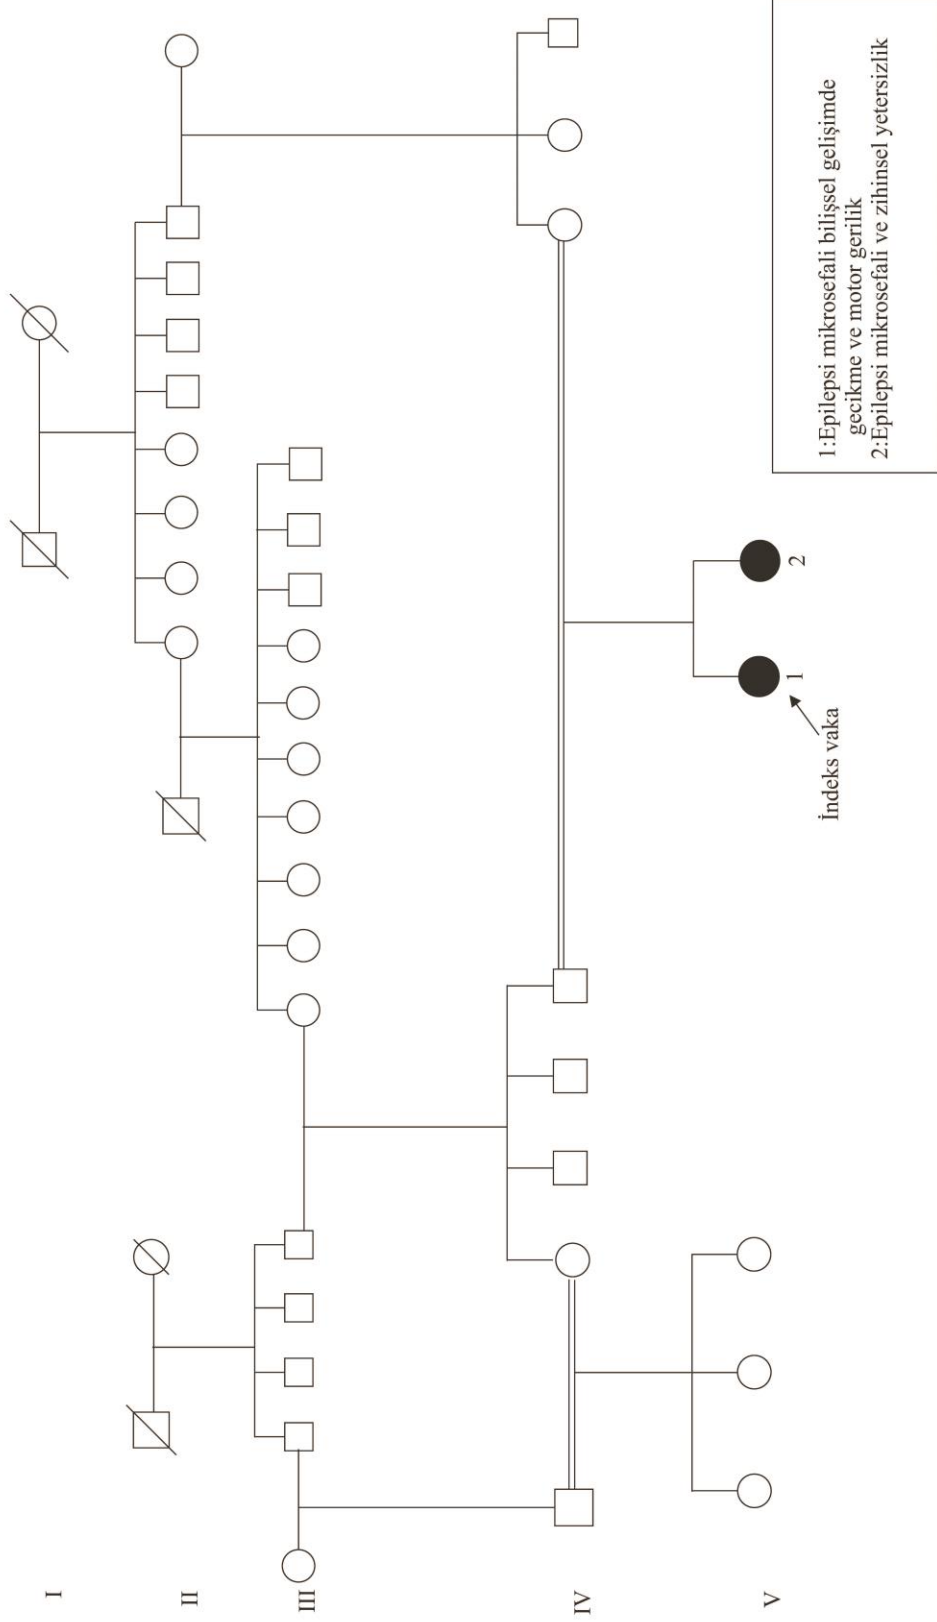 I
II
III
IV
V
1
2
İndeks vaka
1:Epilepsi mikrosefali bilişsel gelişimde
gecikme ve motor gerilik
2:Epilepsi mikrosefali ve zihinsel yetersizlik